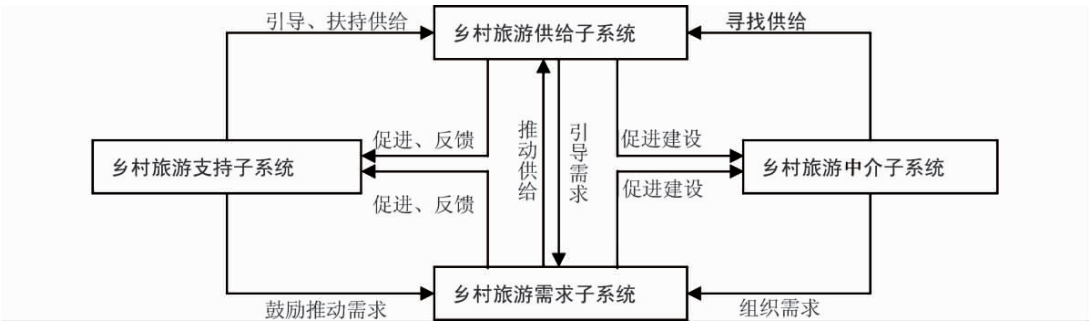 引导、扶持供给
乡村旅游供给子系统
寻找供给
促进、反馈
推动供给
引导需求
促进建设
乡村旅游支持子系统
乡村旅游中介子系统
促进、反馈
促进建设
鼓励推动需求
乡村旅游需求子系统
组织需求